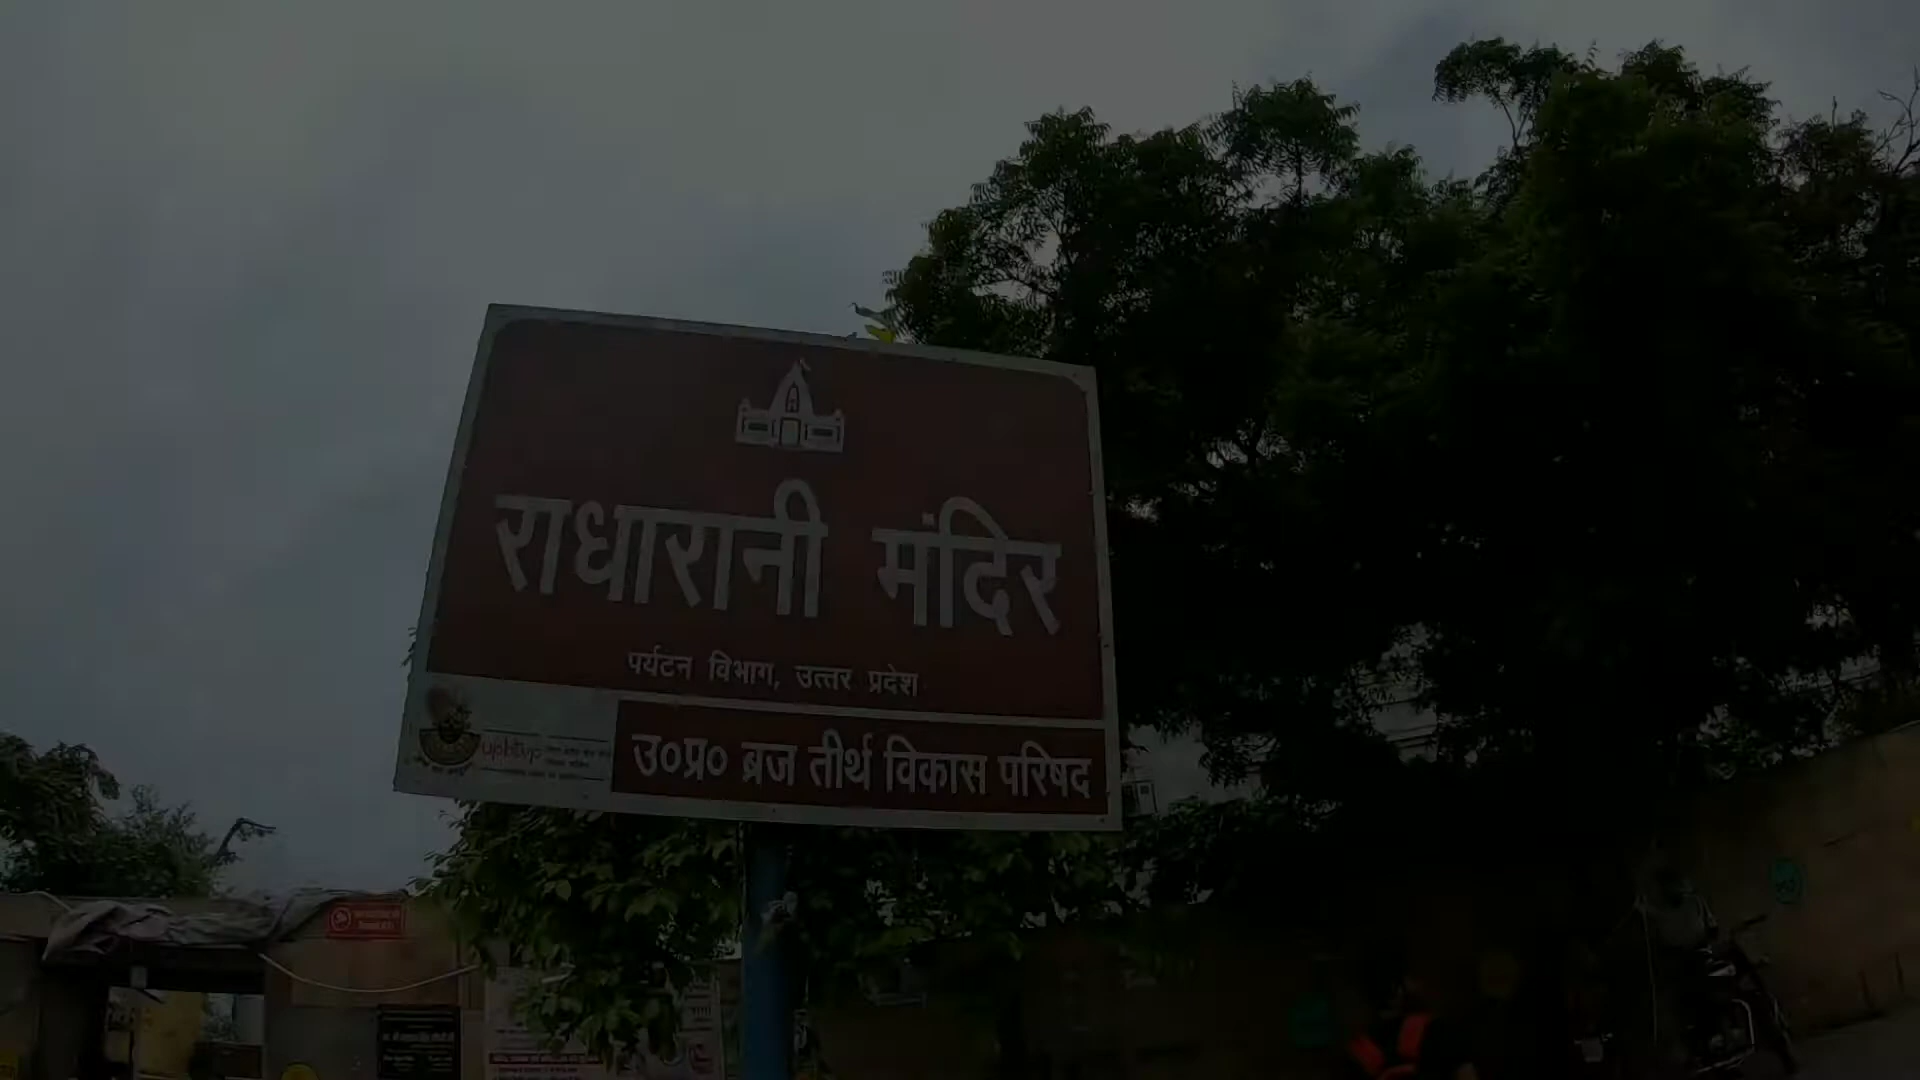 राधारानी मंदिर
पर्यटन विभाग, उत्तर प्रदेश
उ०प्र० ब्रज तीर्थ विकास परिषद